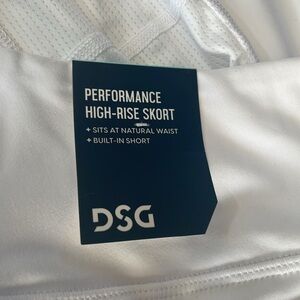 PERFORMANCE
HIGH-RISE SKORT
+ SITS AT NATURAL WAIST
+ BUILT-IN SHORT
DSG